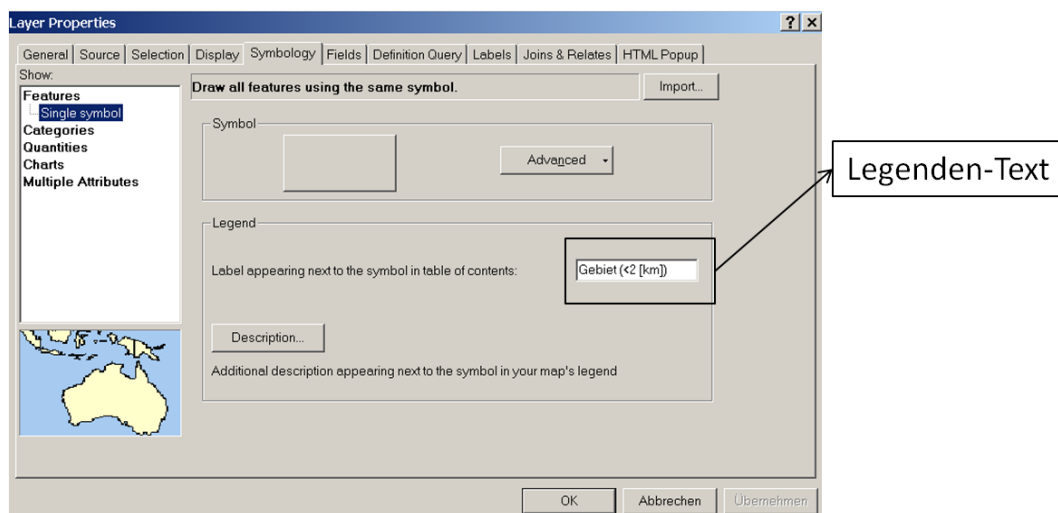 Layer Properties
General Source Selection Display Symbology Fields Definition Query Labels Joins & Relates HTML Popup
Show:
Features
Single symbol
Categories
Quantities
Charts
Multiple Attributes
Draw all features using the same symbol.
Import...
Symbol
Advanced
Legend
Label appearing next to the symbol in table of contents:
Gebiet (<2 [km])
Description...
Additional description appearing next to the symbol in your map's legend
OK Abbrechen Übernehmen
Legenden-Text